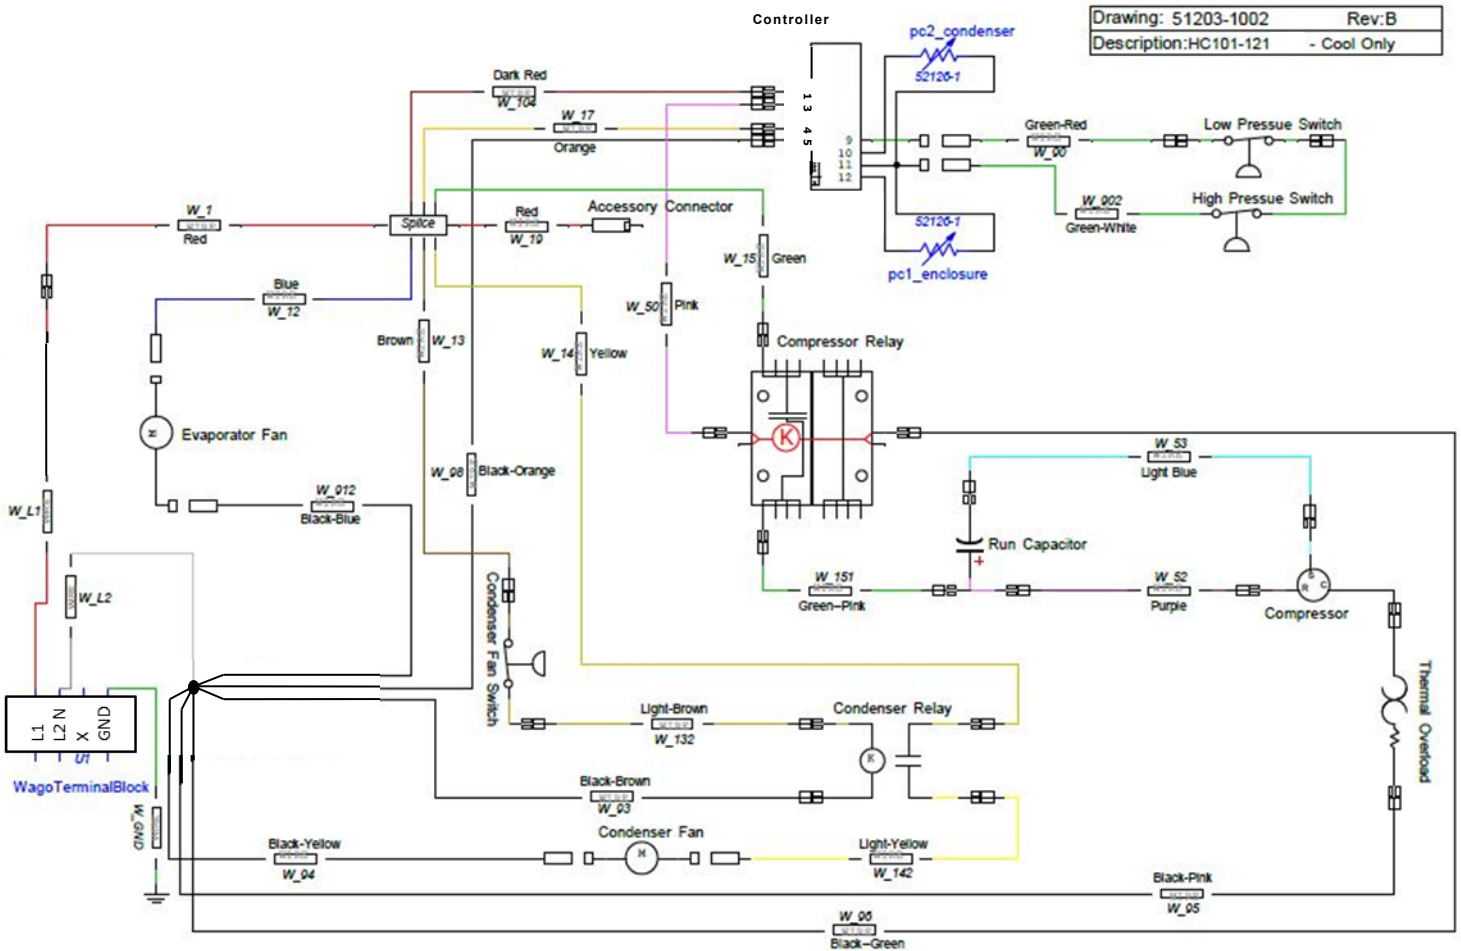 Controller
Drawing: 51203-1002 Rev:B
Description:HC101-121 - Cool Only
pc2_condenser
52126-1
Dark Red
W_104
W_17
Orange
1 3 4 5
9
10
11
12
Green-Red
W_90
Low Pressue Switch
W_902
Green-White
High Pressue Switch
52126-1
pc1_enclosure
W_1
Red
Splice
Red
W_19
Accessory Connector
W_15
Green
Blue
W_12
W_50
Pink
Brown
W_13
W_14
Yellow
Compressor Relay
K
M
Evaporator Fan
W_98
Black-Orange
W_53
Light Blue
W_912
Black-Blue
W_L1
Run Capacitor
+
W_L2
W_151
Green-Pink
W_52
Purple
S
R
C
Compressor
Condenser Fan Switch
Thermal Overload
Light-Brown
W_132
Condenser Relay
K
L1
L2 N
X
GND
U1
WagoTerminalBlock
W_GND
Black-Brown
W_93
Condenser Fan
M
Black-Yellow
W_94
Light-Yellow
W_142
Black-Pink
W_95
W_96
Black-Green